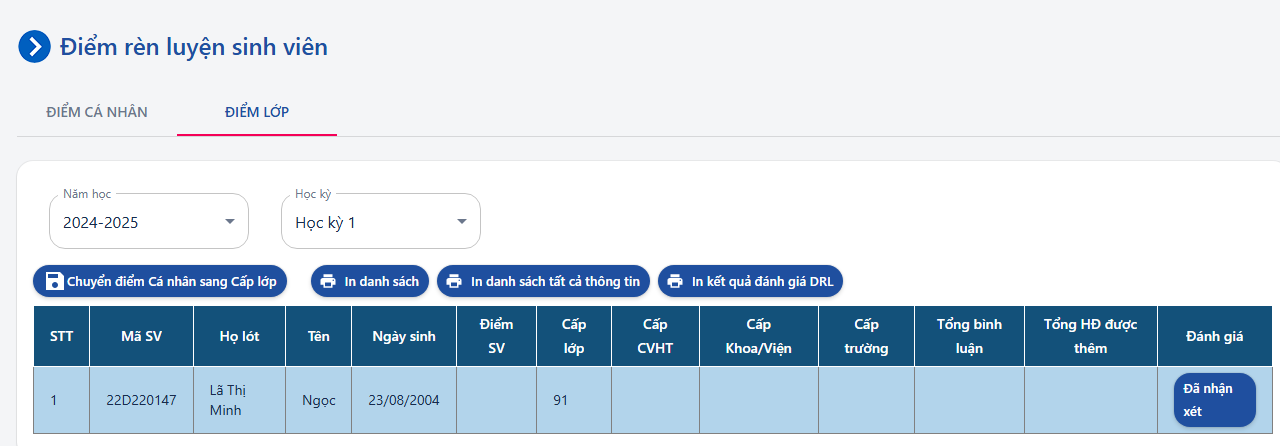 Điểm rèn luyện sinh viên
ĐIỂM CÁ NHÂN ĐIỂM LỚP
Năm học Học kỳ
2024-2025 Học kỳ 1
Chuyển điểm Cá nhân sang Cấp lớp In danh sách In danh sách tất cả thông tin In kết quả đánh giá DRL
STT Mã SV Họ lót Tên Ngày sinh Điểm SV Cấp lớp Cấp CVHT Cấp Khoa/Viện Cấp trường Tổng bình luận Tổng HĐ được thêm Đánh giá
1 22D220147 Lã Thị Minh Ngọc 23/08/2004 91 Đã nhận xét